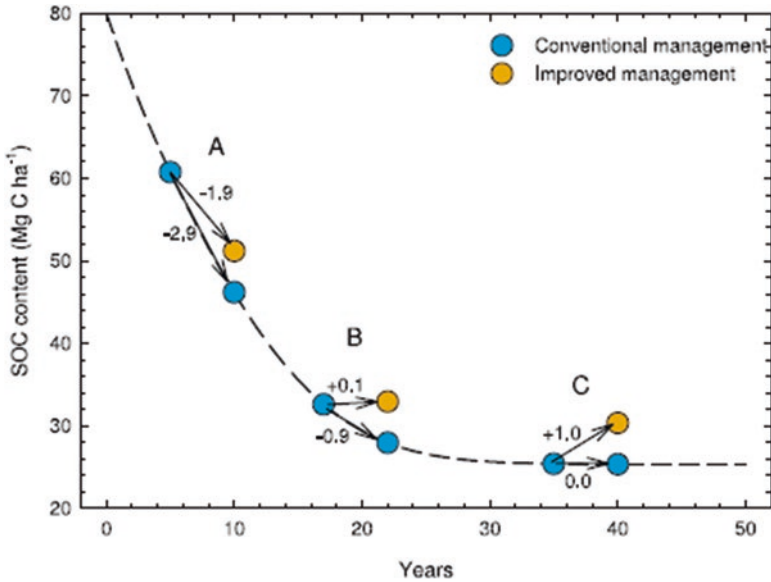 80
70
60
50
40
30
20
SOC content (Mg C ha⁻¹)
Conventional management
Improved management
A
-1.9
-2,9
B
+0.1
-0.9
C
+1.0
0.0
0
10
20
30
40
50
Years